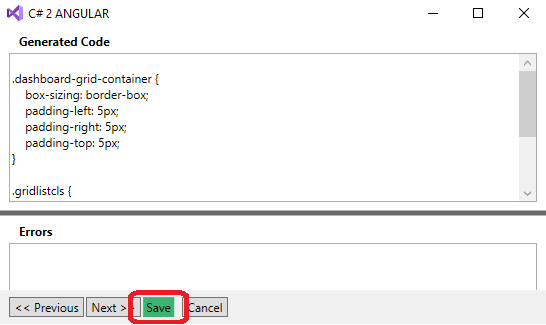 C# 2 ANGULAR
Generated Code
.dashboard-grid-container {
box-sizing: border-box;
padding-left: 5px;
padding-right: 5px;
padding-top: 5px;
}
.gridlistcls {
Errors
<< Previous Next >> Save Cancel